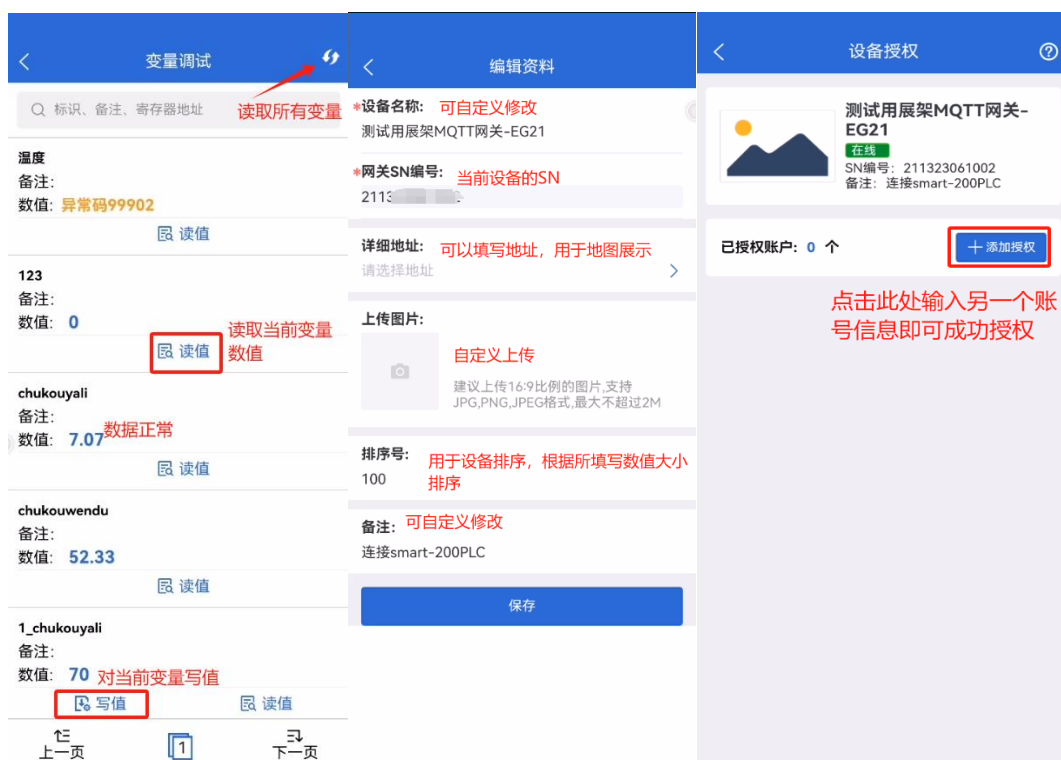 变量调试
标识、备注、寄存器地址
读取所有变量
温度
备注:
数值: 异常码99902
读值
123
备注:
数值: 0
读取当前变量
数值
读值
chukouyali
备注:
数据正常
数值: 7.07
读值
chukouwendu
备注:
数值: 52.33
读值
1_chukouyali
备注:
数值: 70 对当前变量写值
写值 读值
上一页 1 下一页
编辑资料
*设备名称: 可自定义修改
测试用展架MQTT网关-EG21
*网关SN编号: 当前设备的SN
2113
详细地址: 可以填写地址，用于地图展示
请选择地址
上传图片:
自定义上传
建议上传16:9比例的图片,支持
JPG,PNG,JPEG格式,最大不超过2M
排序号: 用于设备排序，根据所填写数值大小
100 排序
备注: 可自定义修改
连接smart-200PLC
保存
设备授权
测试用展架MQTT网关-
EG21
在线
SN编号: 211323061002
备注: 连接smart-200PLC
已授权账户: 0 个 添加授权
点击此处输入另一个账
号信息即可成功授权